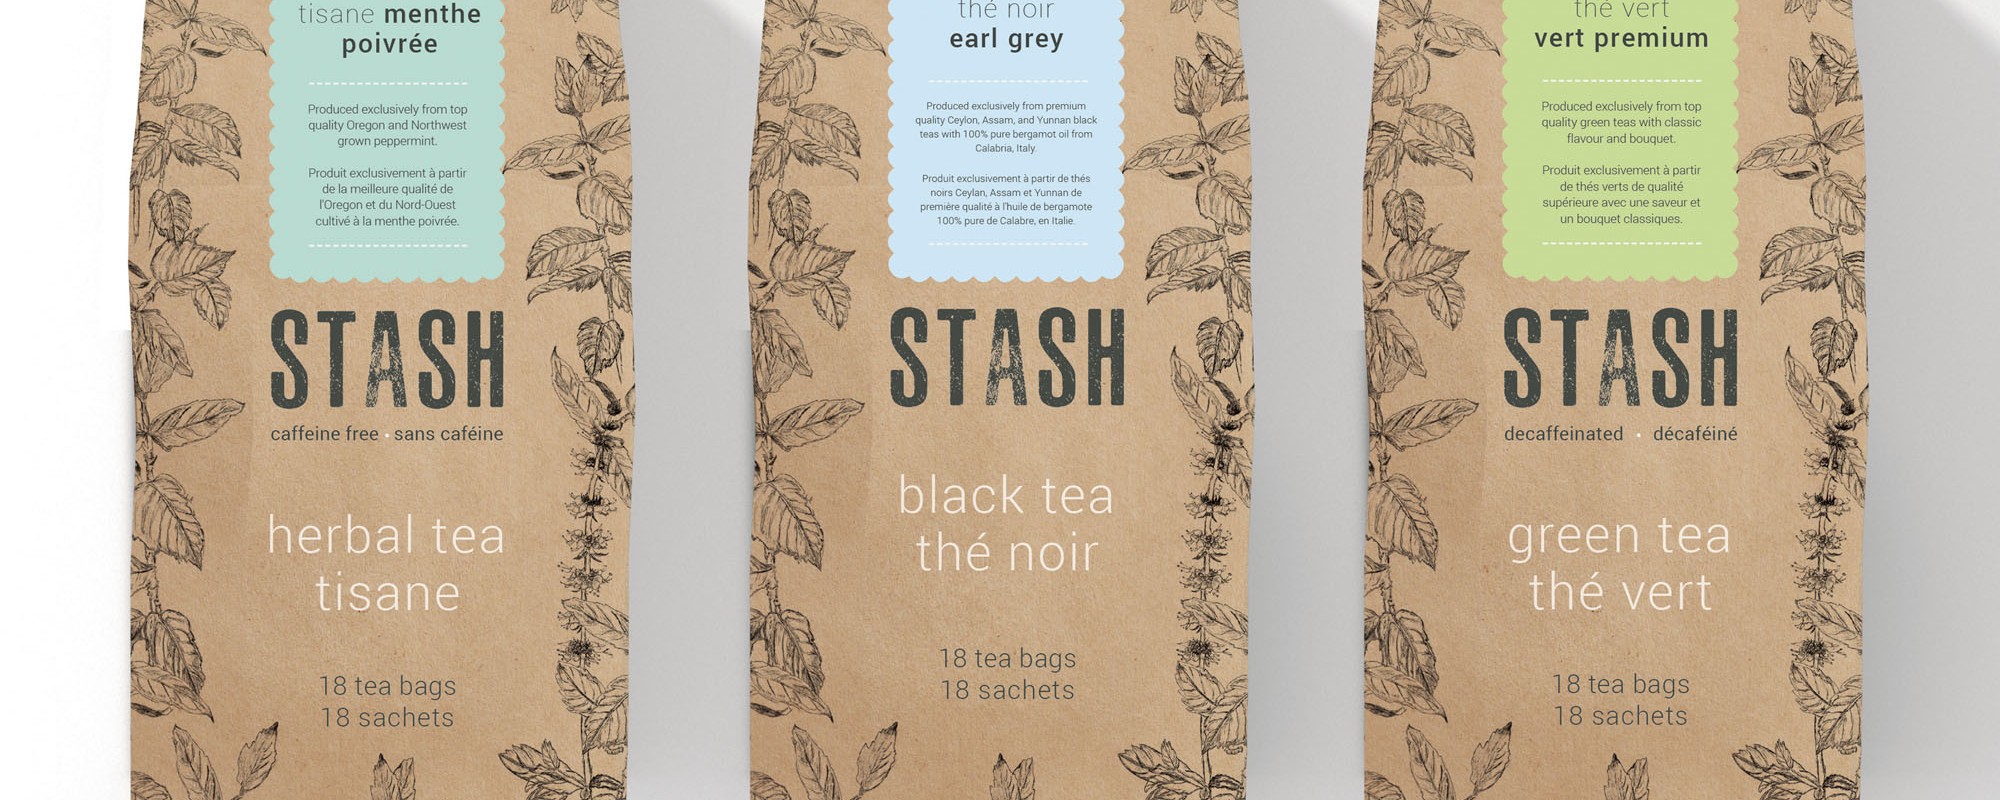 tisane menthe
poivrée
Produced exclusively from top
quality Oregon and Northwest
grown peppermint.
Produit exclusivement à partir
de la meilleure qualité de
l'Oregon et du Nord-Ouest
cultivé à la menthe poivrée.
STASH
caffeine free · sans caféine
herbal tea
tisane
18 tea bags
18 sachets
thé noir
earl grey
Produced exclusively from premium
quality Ceylon, Assam, and Yunnan black
teas with 100% pure bergamot oil from
Calabria, Italy.
Produit exclusivement à partir de thés
noirs Ceylan, Assam et Yunnan de
première qualité à l'huile de bergamote
100% pure de Calabre, en Italie.
STASH
black tea
thé noir
18 tea bags
18 sachets
thé vert
vert premium
Produced exclusively from top
quality green teas with classic
flavour and bouquet.
Produit exclusivement à partir
de thés verts de qualité
supérieure avec une saveur et
un bouquet classiques.
STASH
decaffeinated · décaféiné
green tea
thé vert
18 tea bags
18 sachets